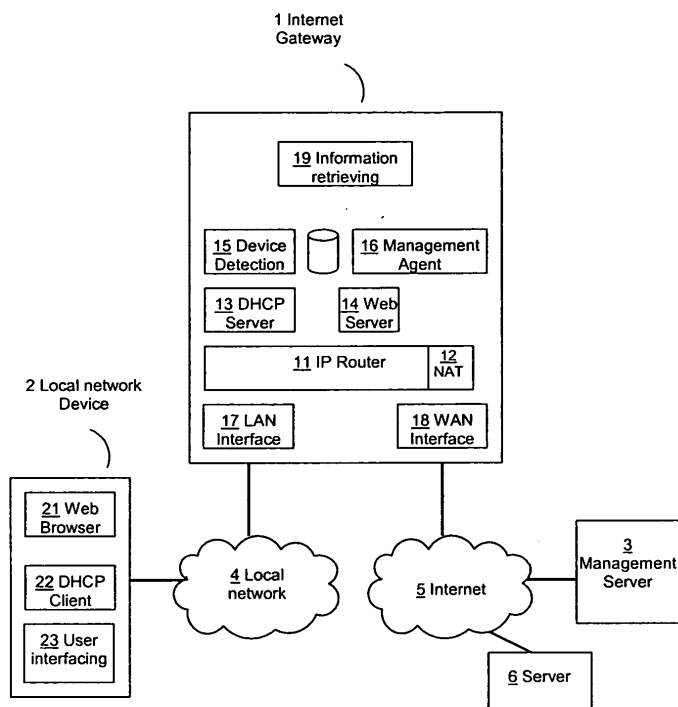 1 Internet
Gateway
19 Information
retrieving
15 Device
Detection
16 Management
Agent
13 DHCP
Server
14 Web
Server
11 IP Router
12
NAT
2 Local network
Device
17 LAN
Interface
18 WAN
Interface
21 Web
Browser
22 DHCP
Client
23 User
interfacing
4 Local
network
5 Internet
3
Management
Server
6 Server